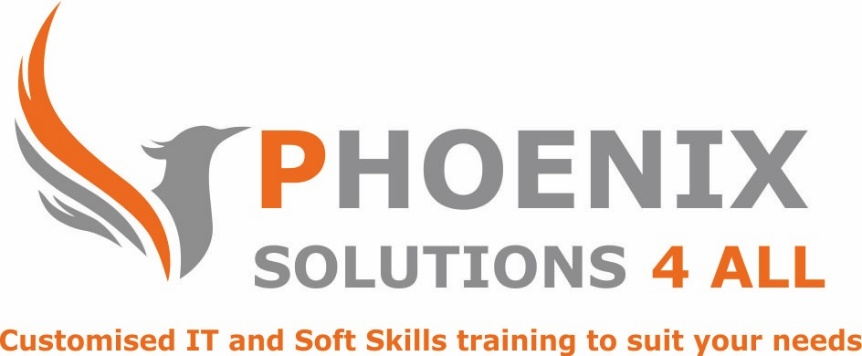 PHOENIX
SOLUTIONS 4 ALL
Customised IT and Soft Skills training to suit your needs